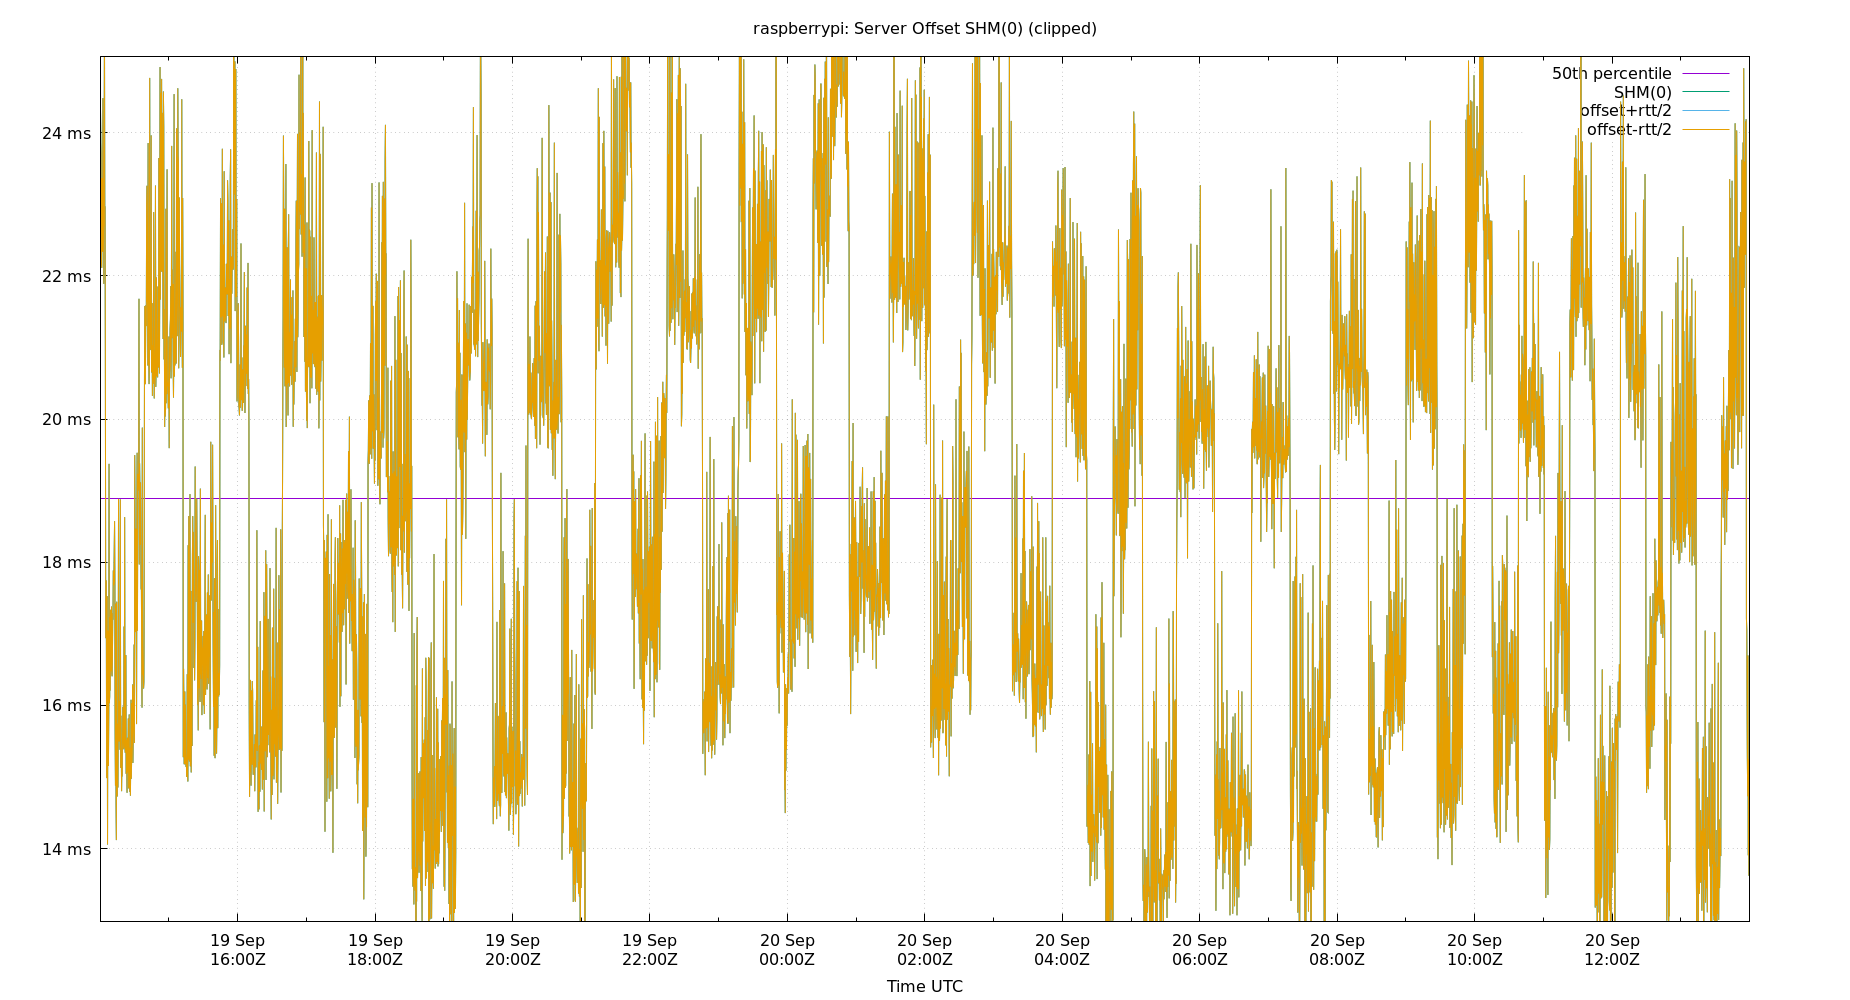 raspberrypi: Server Offset SHM(0) (clipped)
50th percentile
SHM(0)
offset+rtt/2
offset-rtt/2
24 ms
22 ms
20 ms
18 ms
16 ms
14 ms
19 Sep 19 Sep 19 Sep 19 Sep 20 Sep 20 Sep 20 Sep 20 Sep 20 Sep 20 Sep 20 Sep
16:00Z 18:00Z 20:00Z 22:00Z 00:00Z 02:00Z 04:00Z 06:00Z 08:00Z 10:00Z 12:00Z
Time UTC